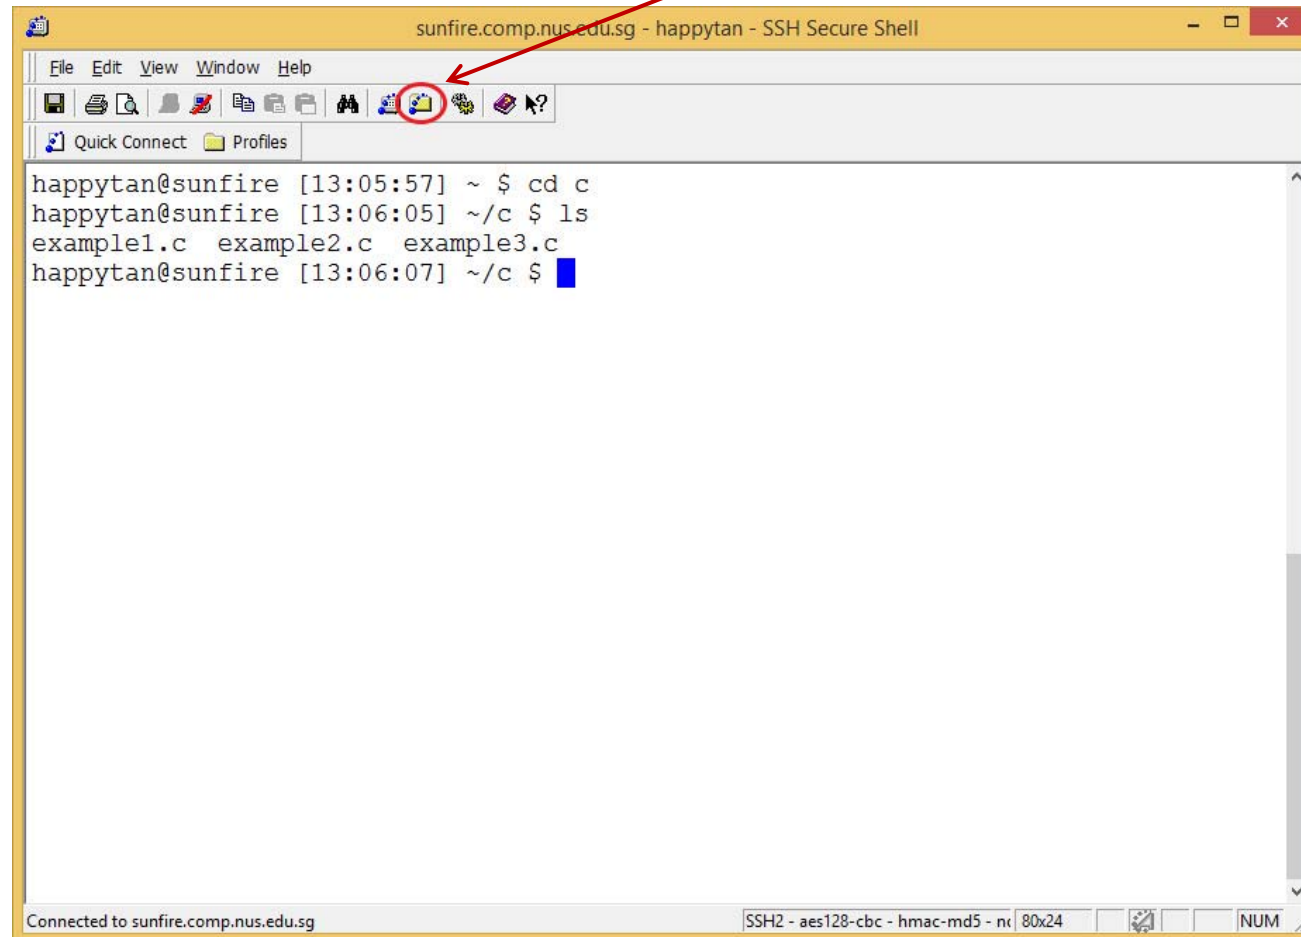 sunfire.comp.nus.edu.sg - happytan - SSH Secure Shell
File Edit View Window Help
Quick Connect Profiles
happytan@sunfire [13:05:57] ~ $ cd c
happytan@sunfire [13:06:05] ~/c $ ls
example1.c example2.c example3.c
happytan@sunfire [13:06:07] ~/c $
Connected to sunfire.comp.nus.edu.sg SSH2 - aes128-cbc - hmac-md5 - 80x24 NUM